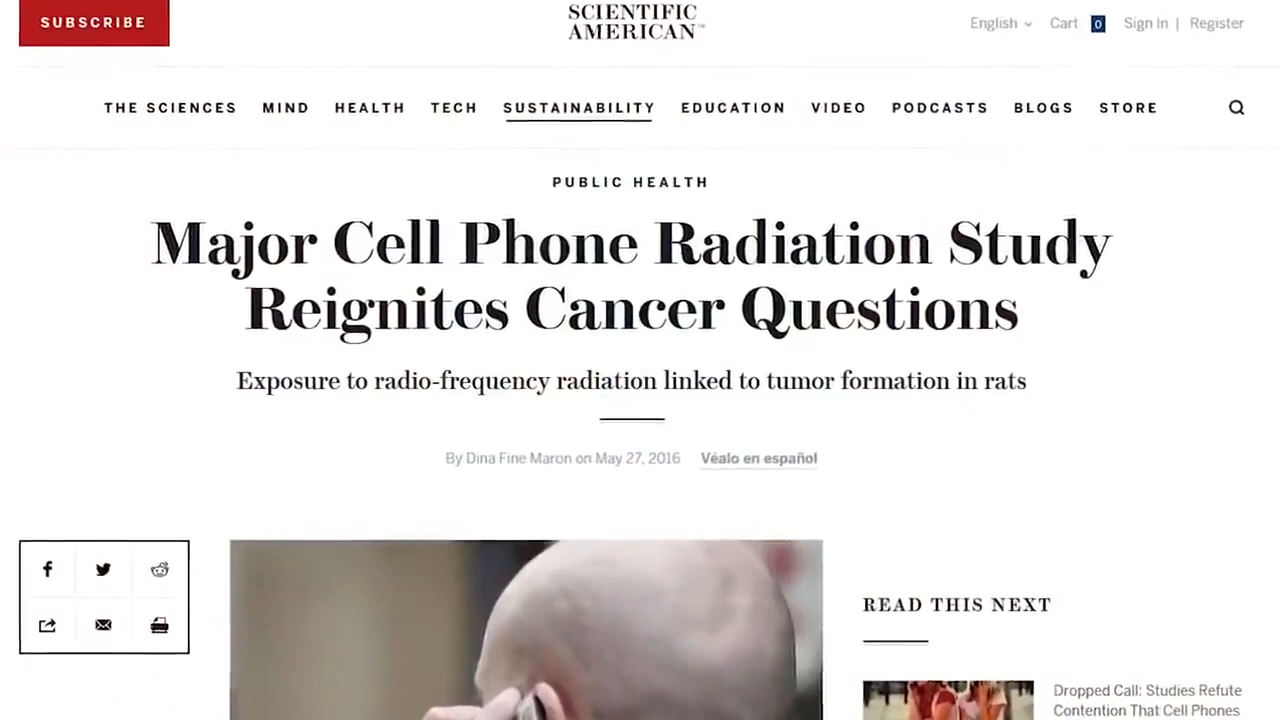 SUBSCRIBE
SCIENTIFIC
AMERICAN™
English
Cart 0
Sign In | Register
THE SCIENCES MIND HEALTH TECH SUSTAINABILITY EDUCATION VIDEO PODCASTS BLOGS STORE
PUBLIC HEALTH
Major Cell Phone Radiation Study
Reignites Cancer Questions
Exposure to radio-frequency radiation linked to tumor formation in rats
By Dina Fine Maron on May 27, 2016 Véalo en español
READ THIS NEXT
Dropped Call: Studies Refute
Contention That Cell Phones